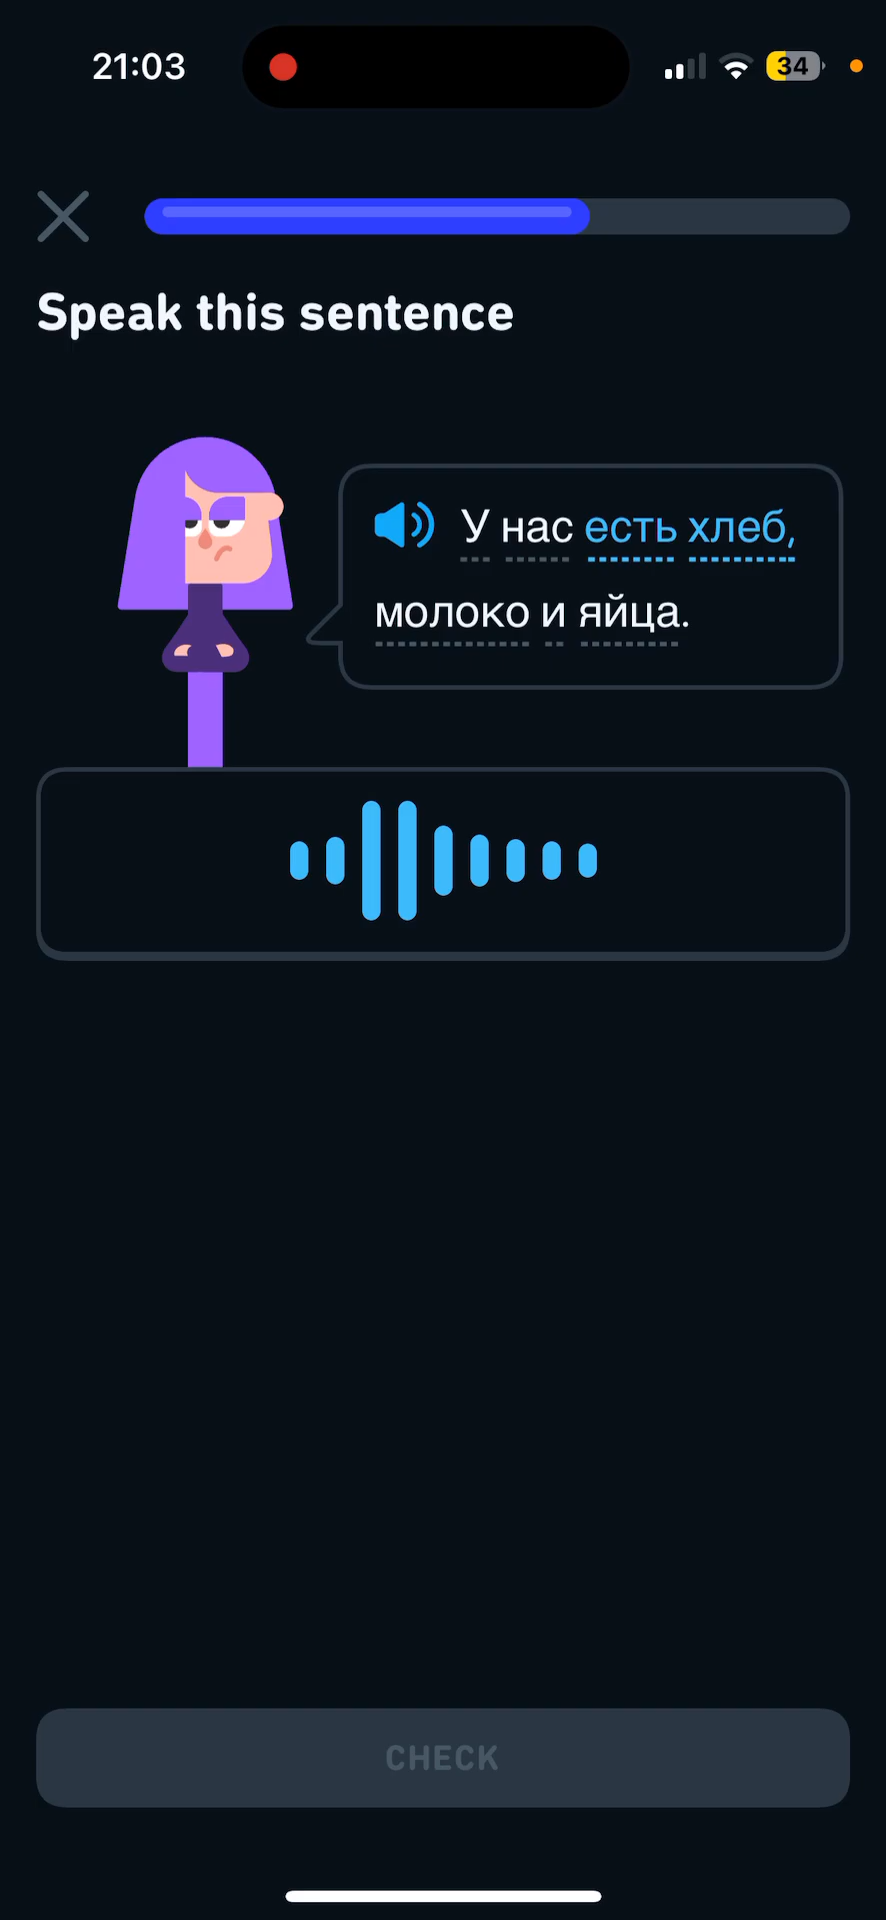 21:03
34
Speak this sentence
У нас есть хлеб,
молоко и яйца.
CHECK